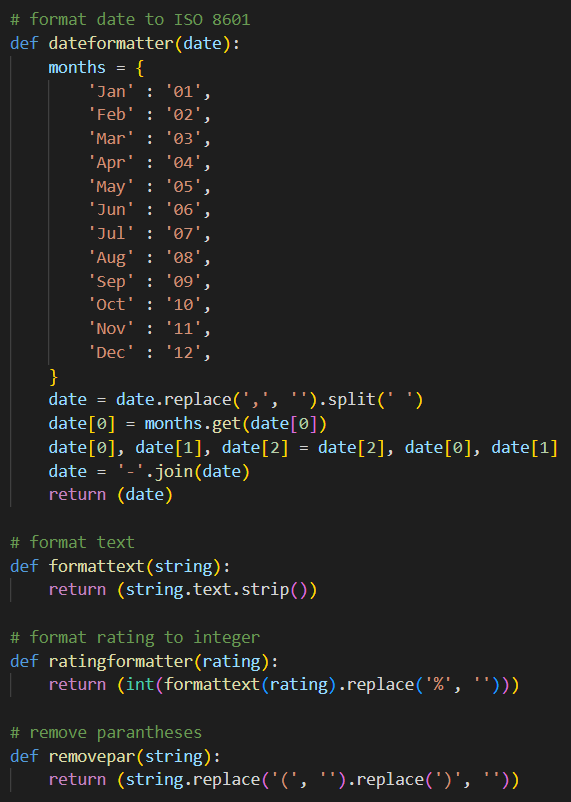 # format date to ISO 8601
def dateformatter(date):
    months = {
        'Jan' : '01',
        'Feb' : '02',
        'Mar' : '03',
        'Apr' : '04',
        'May' : '05',
        'Jun' : '06',
        'Jul' : '07',
        'Aug' : '08',
        'Sep' : '09',
        'Oct' : '10',
        'Nov' : '11',
        'Dec' : '12',
    }
    date = date.replace(',', '').split(' ')
    date[0] = months.get(date[0])
    date[0], date[1], date[2] = date[2], date[0], date[1]
    date = '-'.join(date)
    return (date)

# format text
def formattext(string):
    return (string.text.strip())

# format rating to integer
def ratingformatter(rating):
    return (int(formattext(rating).replace('%', '')))

# remove parantheses
def removepar(string):
    return (string.replace('(', '').replace(')', ''))